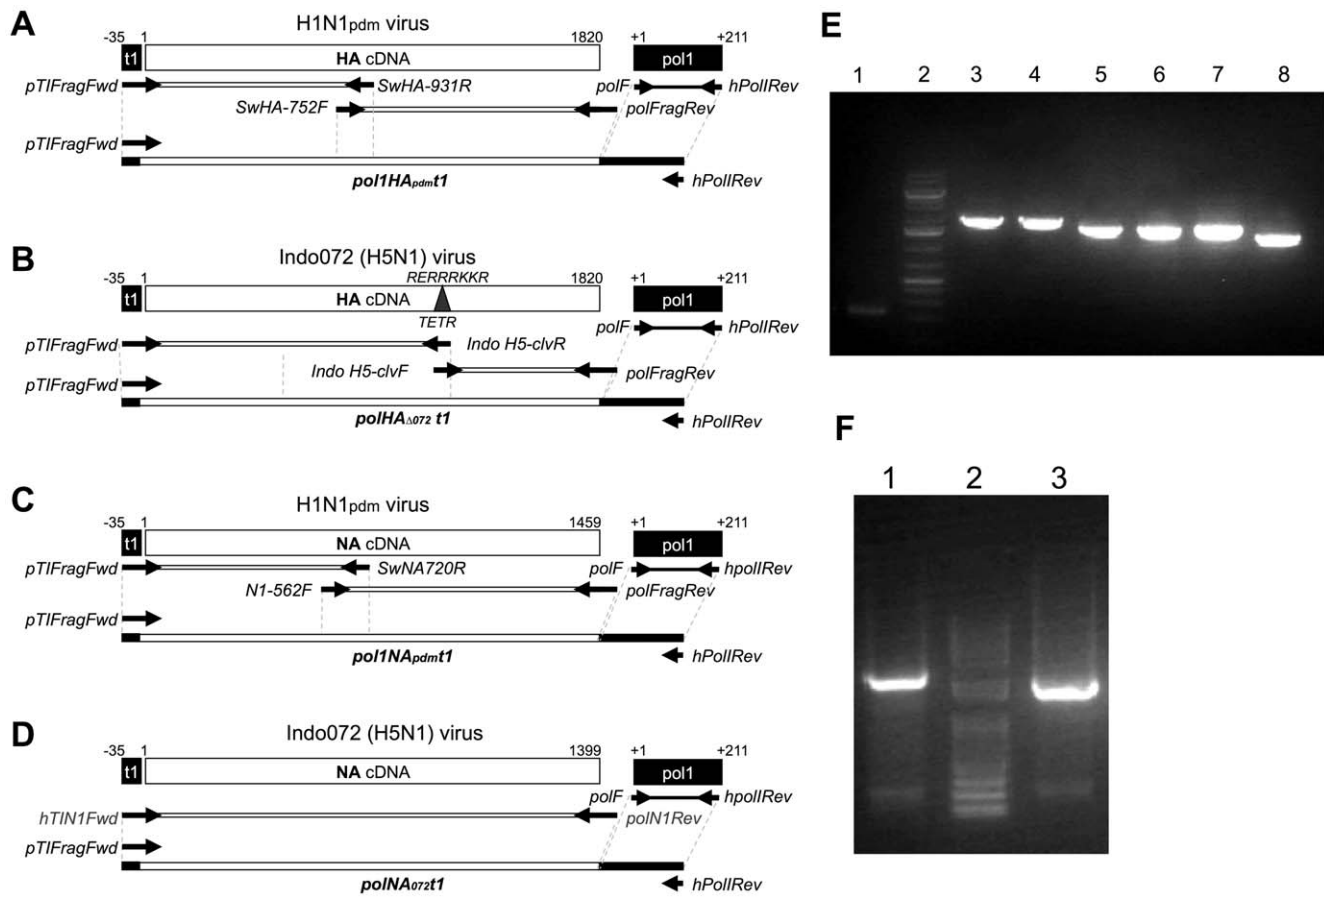 A
H1N1pdm virus
-35 1 1820 +1 +211
t1 HA cDNA pol1
pTIFragFwd SwHA-931R polF hPolIRev
SwHA-752F polFragRev
pTIFragFwd
pol1HApdmt1 hPolIRev
B
Indo072 (H5N1) virus
-35 1 RERRRKKR 1820 +1 +211
t1 HA cDNA pol1
TETR polF hPolIRev
pTIFragFwd Indo H5-clvR
Indo H5-clvF polFragRev
pTIFragFwd
polHAΔ072 t1 hPolIRev
C
H1N1pdm virus
-35 1 1459 +1 +211
t1 NA cDNA pol1
pTIFragFwd SwNA720R polF hpolIRev
N1-562F polFragRev
pTIFragFwd
pol1NApdmt1 hPolIRev
D
Indo072 (H5N1) virus
-35 1 1399 +1 +211
t1 NA cDNA pol1
polF hpolIRev
hTIN1Fwd polN1Rev
pTIFragFwd
polNA072t1 hPolIRev
E
1 2 3 4 5 6 7 8
F
1 2 3